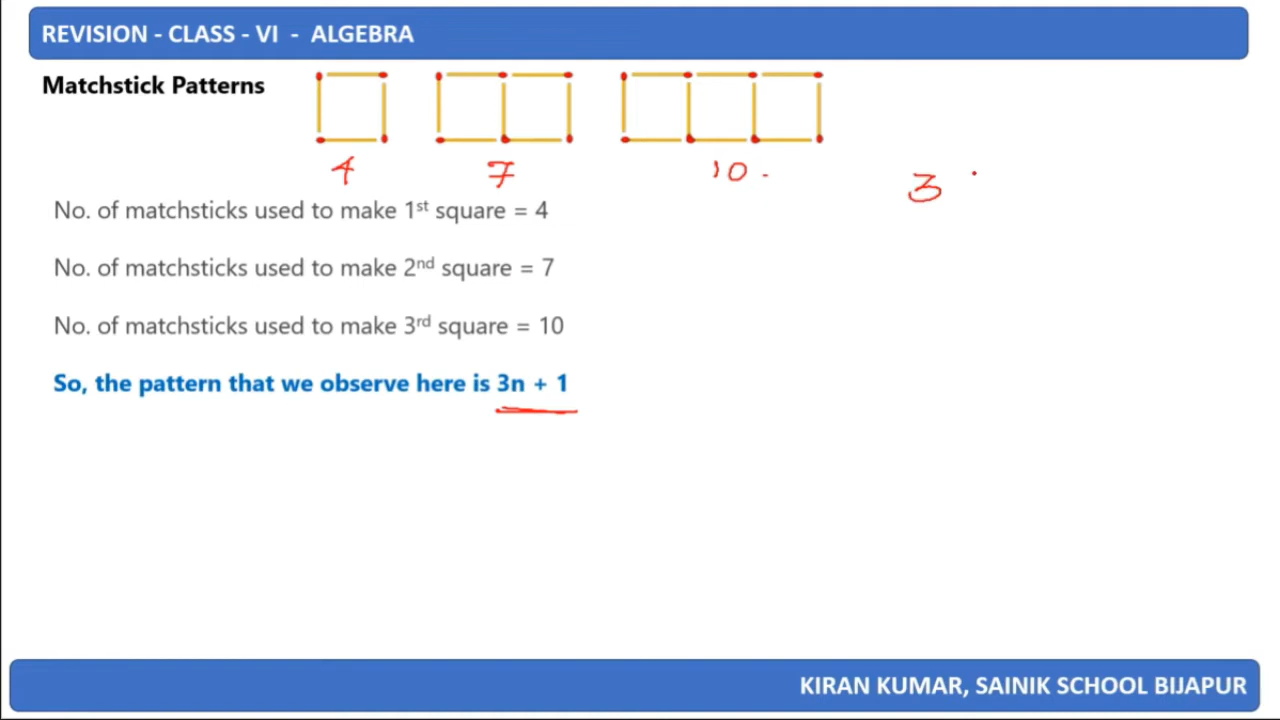 REVISION - CLASS - VI - ALGEBRA
Matchstick Patterns
4 7 10.
3
No. of matchsticks used to make 1st square = 4
No. of matchsticks used to make 2nd square = 7
No. of matchsticks used to make 3rd square = 10
So, the pattern that we observe here is 3n + 1
KIRAN KUMAR, SAINIK SCHOOL BIJAPUR